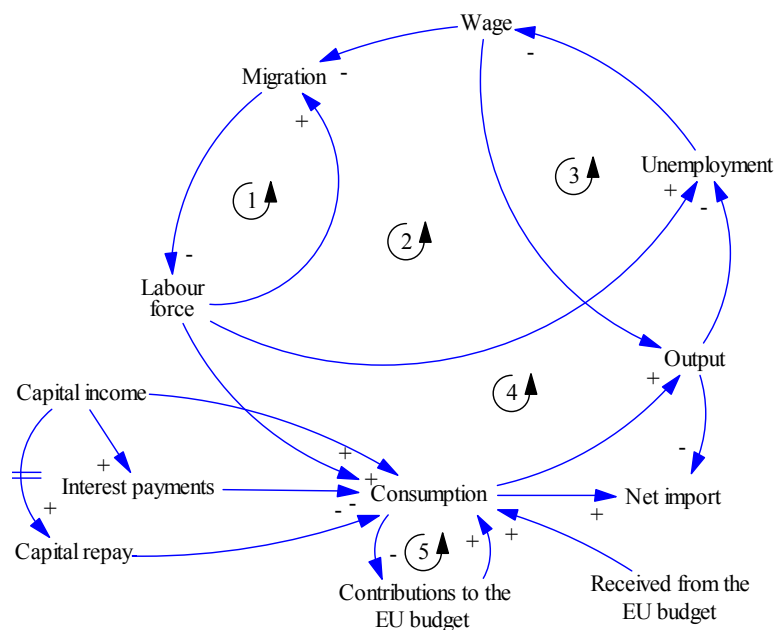 Wage
-
-
Migration
+
3
Unemployment
+
-
1
2
-
Labour
force
Output
+
4
Capital income
-
+
+
+
Interest payments
Consumption
Net import
- -
+
+
Capital repay
-
5
+
+
Contributions to the
EU budget
Received from the
EU budget